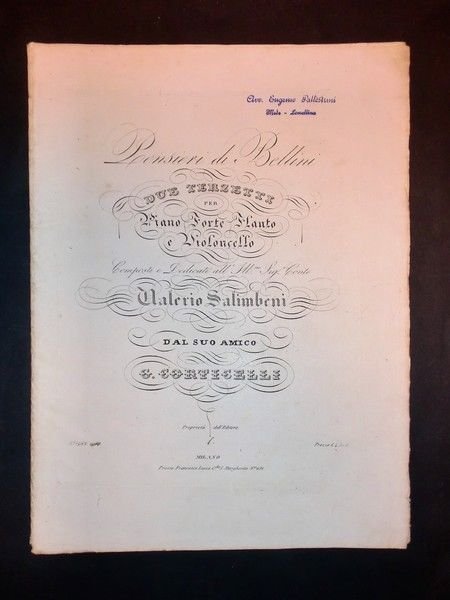 Avv. Eugenio Pallestrini
Mede - Lomellina
Pensieri di Bellini
DUE TERZETTI
PER
Piano-Forte Flauto
e Violoncello
Composti e Dedicati all' Ill.mo Sig. Conte
Valerio Salimbeni
DAL SUO AMICO
G. CORTICELLI
Proprietà dell'Editore
MILANO
Presso Francesco Lucca
S. Margherita